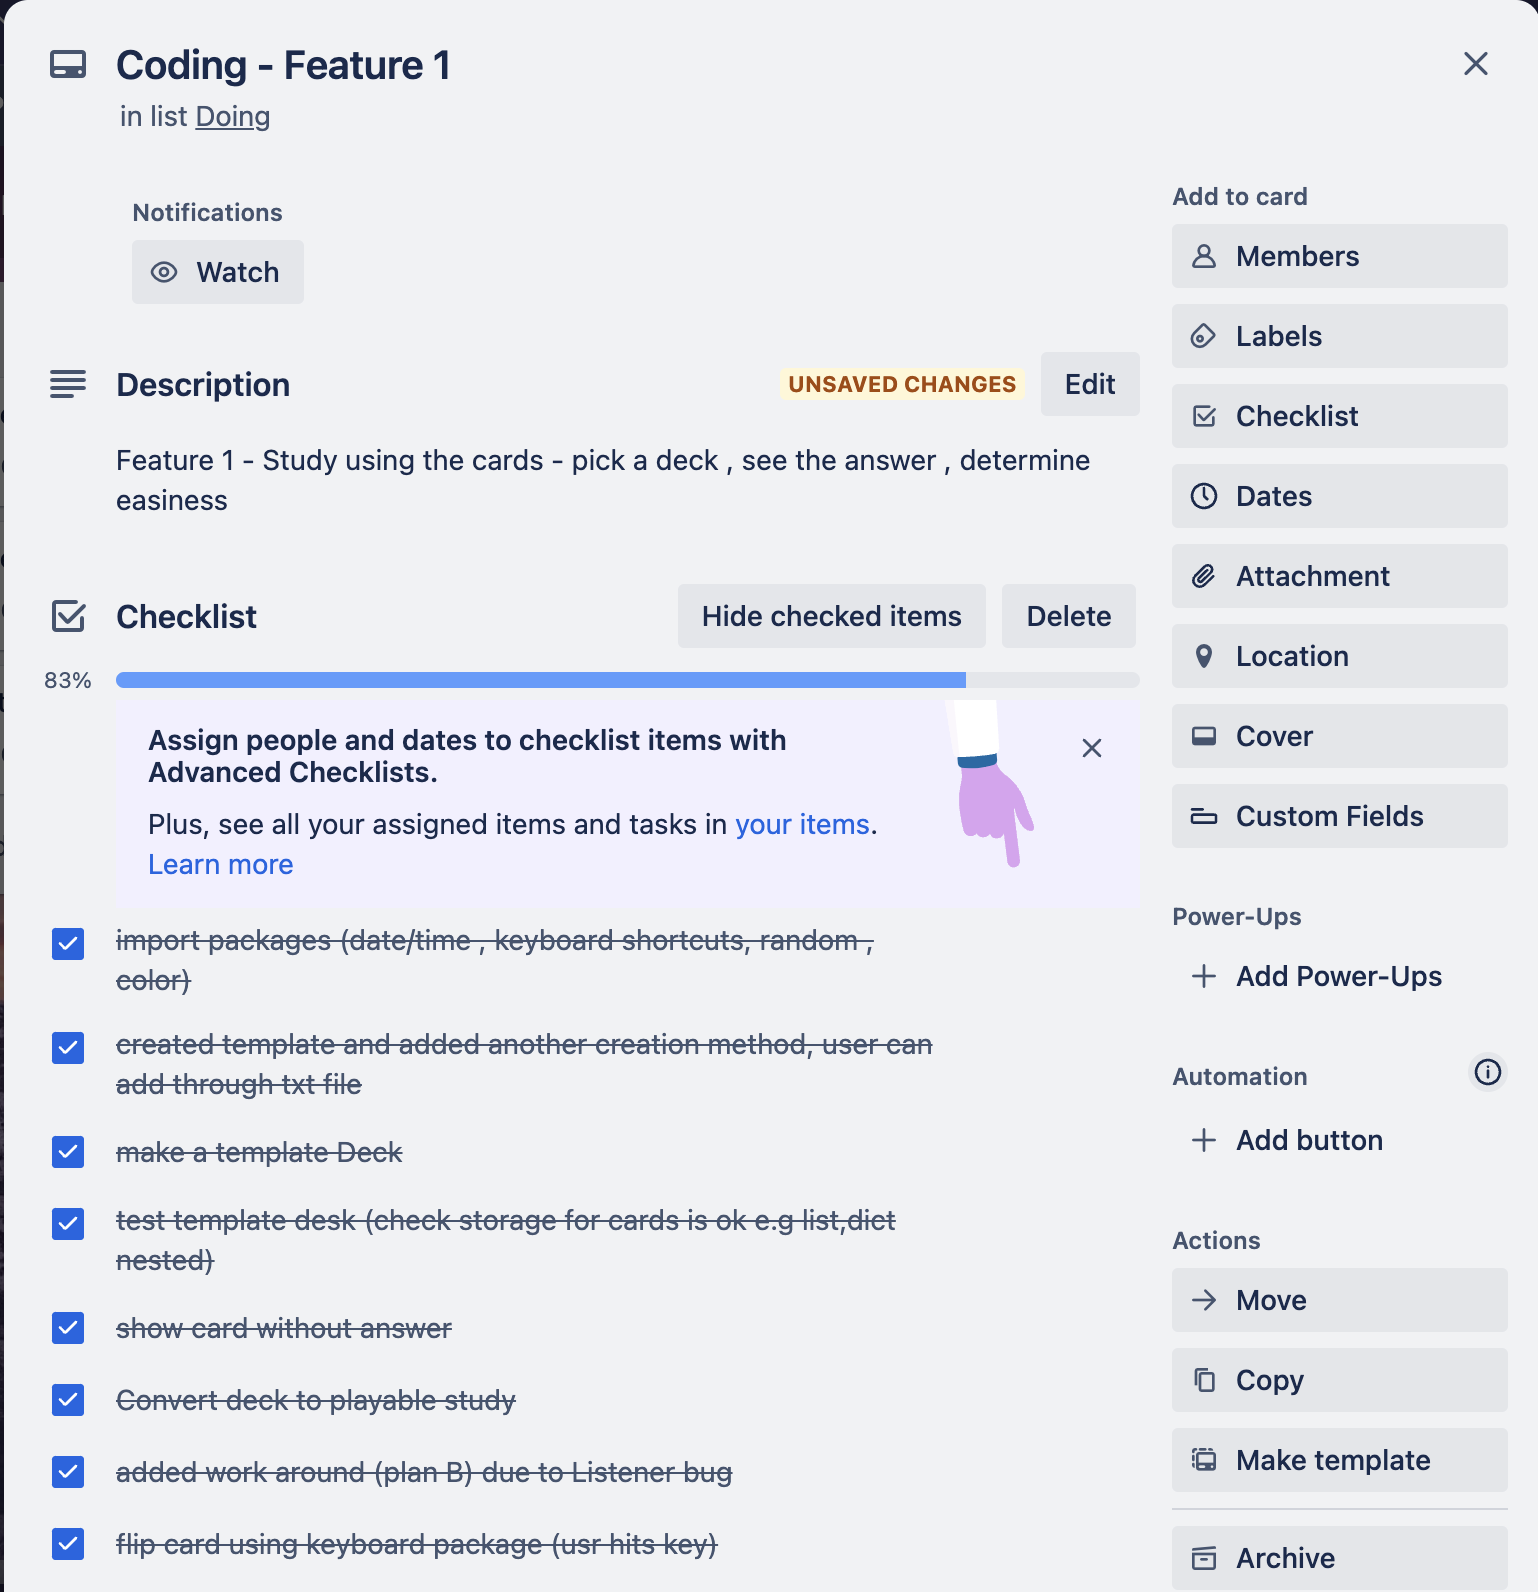 Coding - Feature 1
in list Doing
Notifications
Watch
Description
UNSAVED CHANGES
Edit
Feature 1 - Study using the cards - pick a deck , see the answer , determine
easiness
Checklist
Hide checked items
Delete
83%
Assign people and dates to checklist items with
Advanced Checklists.
Plus, see all your assigned items and tasks in your items.
Learn more
import packages (date/time , keyboard shortcuts, random ,
color)
created template and added another creation method, user can
add through txt file
make a template Deck
test template desk (check storage for cards is ok e.g list,dict
nested)
show card without answer
Convert deck to playable study
added work around (plan B) due to Listener bug
flip card using keyboard package (usr hits key)
Add to card
Members
Labels
Checklist
Dates
Attachment
Location
Cover
Custom Fields
Power-Ups
Add Power-Ups
Automation
Add button
Actions
Move
Copy
Make template
Archive